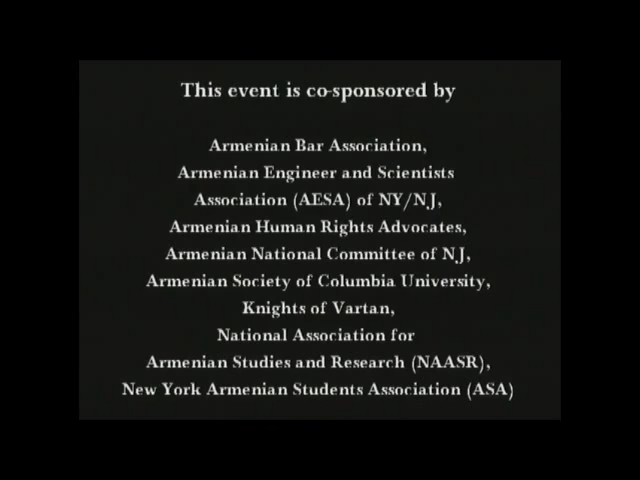 This event is co-sponsored by
Armenian Bar Association,
Armenian Engineer and Scientists
Association (AESA) of NY/NJ,
Armenian Human Rights Advocates,
Armenian National Committee of NJ,
Armenian Society of Columbia University,
Knights of Vartan,
National Association for
Armenian Studies and Research (NAASR),
New York Armenian Students Association (ASA)